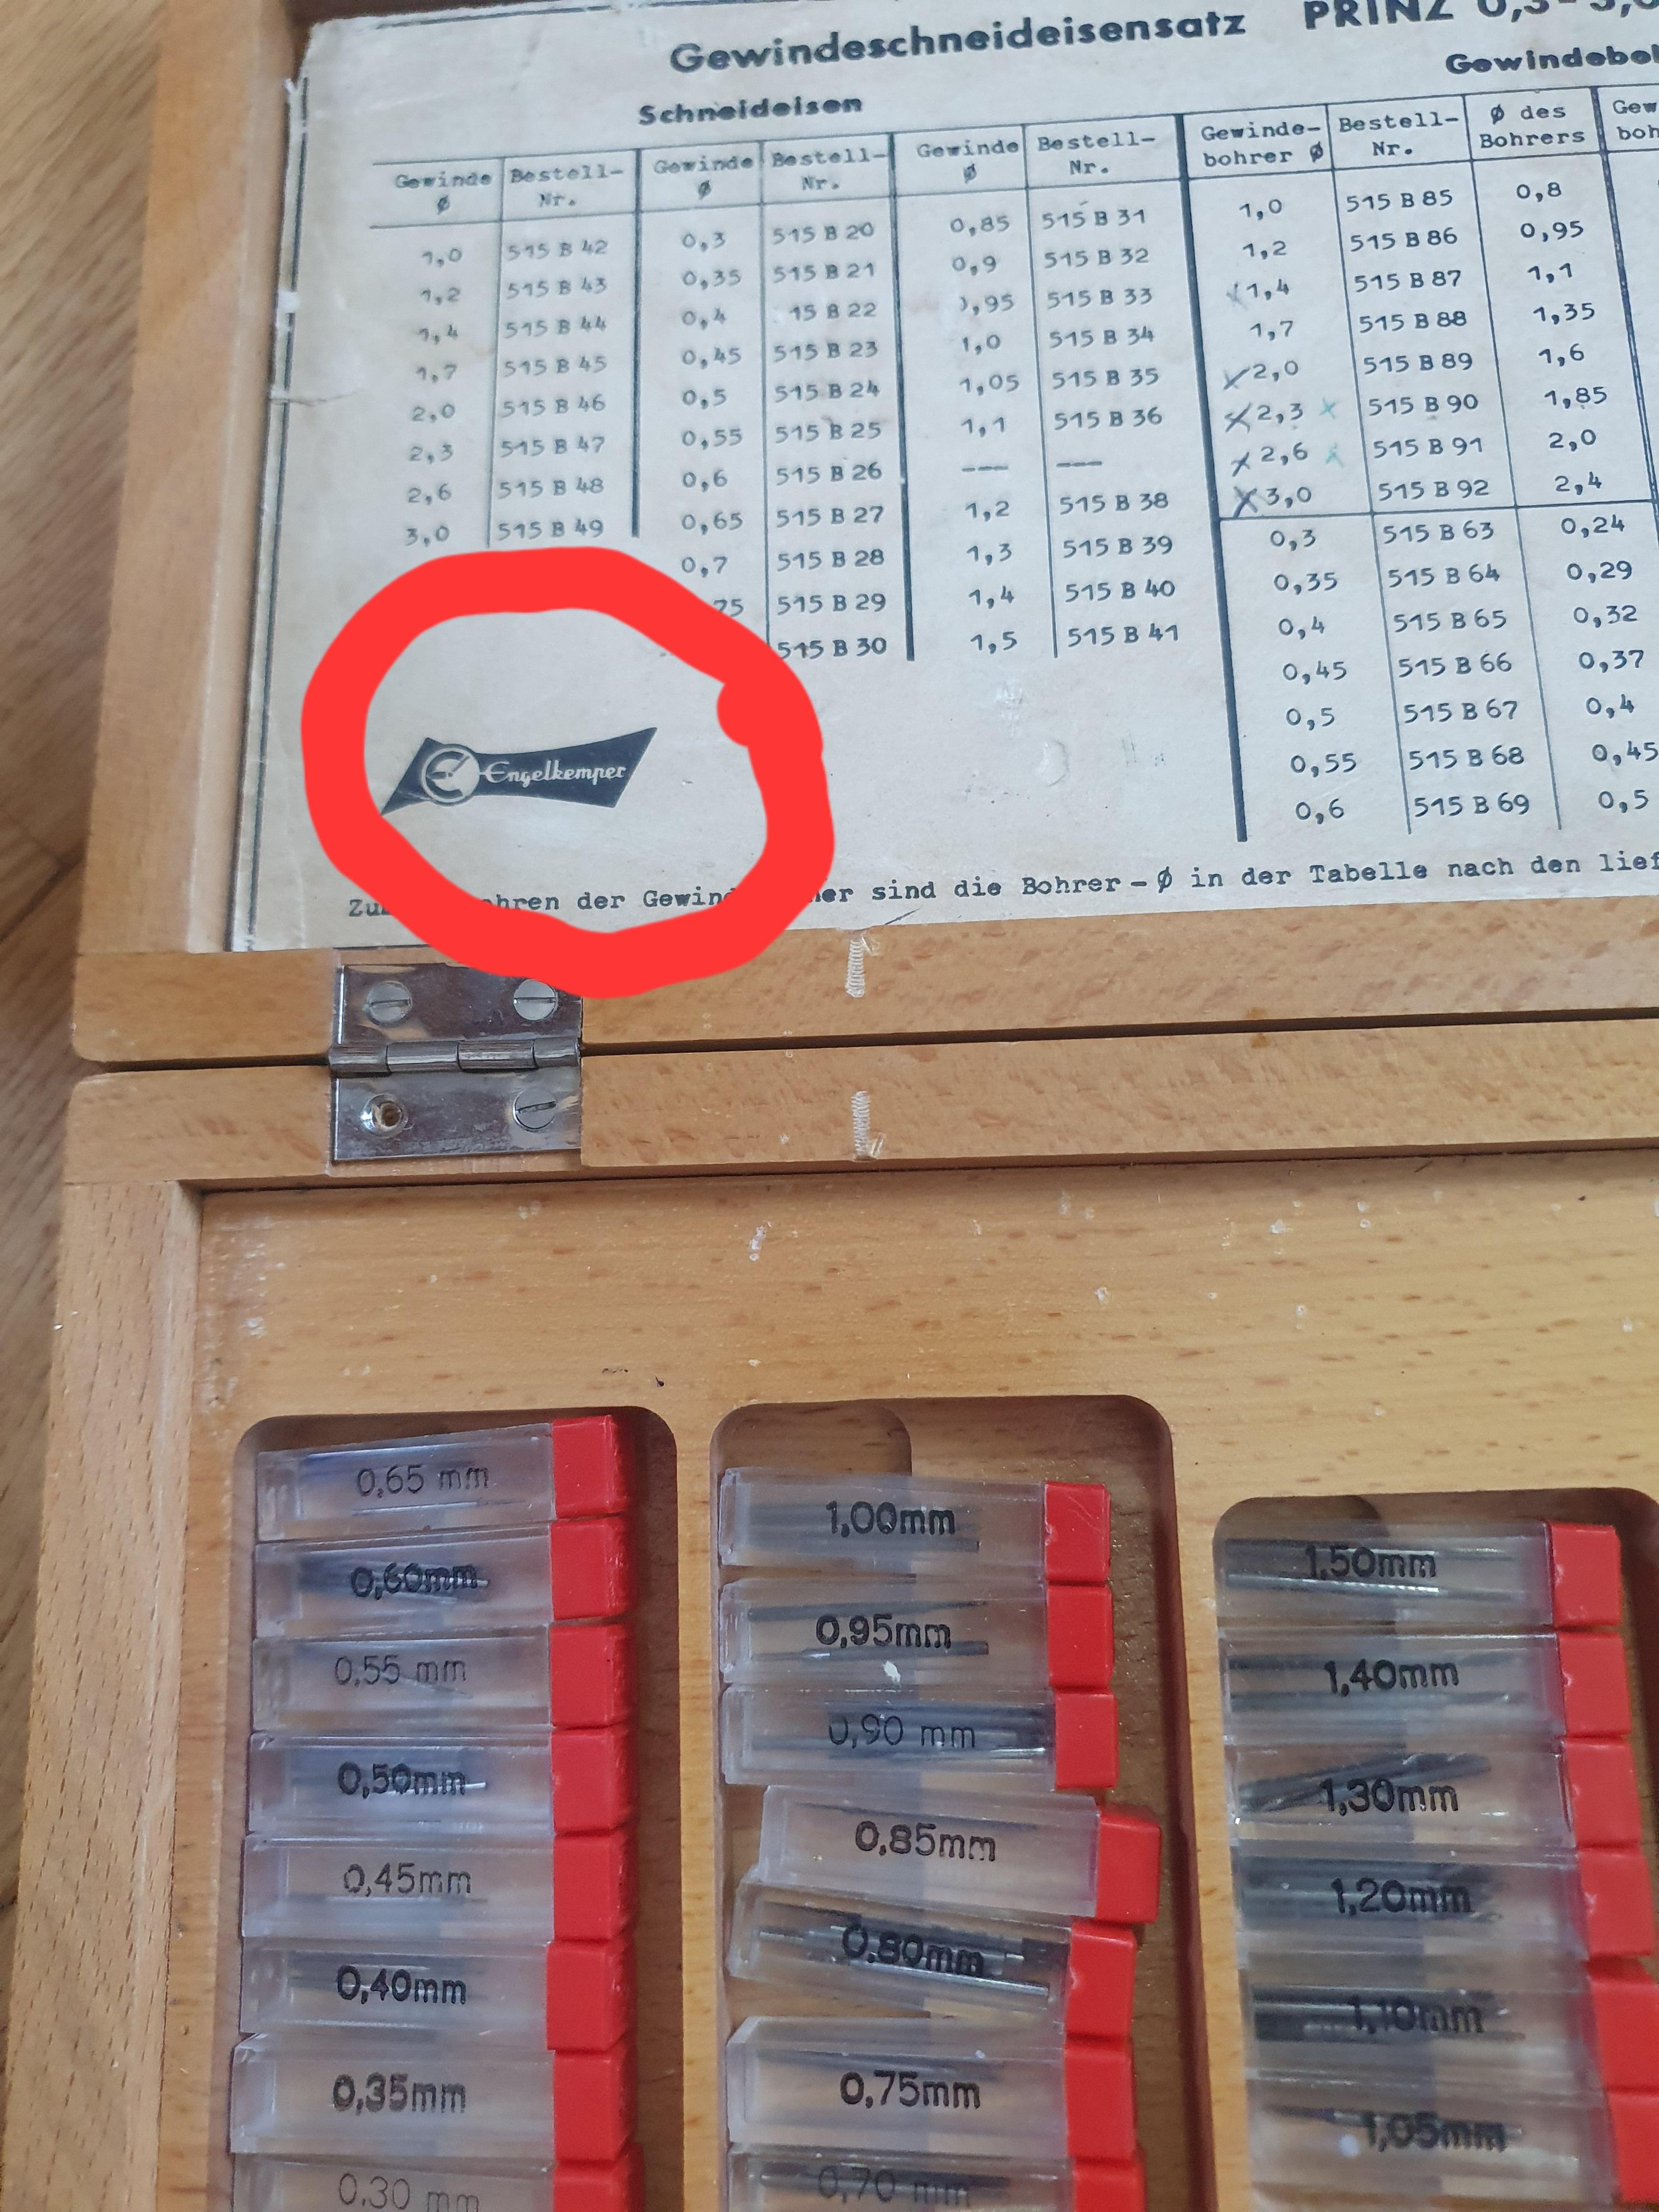 Gewindeschneideisensatz PRINZ
Schneideisen
Gewinde Ø Bestell-Nr. Gewinde Ø Bestell-Nr. Gewinde Ø Bestell-Nr. Gewinde-bohrer Ø Bestell-Nr. Ø des Bohrers
1,0 515 B 42 0,3 515 B 20 0,85 515 B 31 1,0 515 B 85 0,8
1,2 515 B 43 0,35 515 B 21 0,9 515 B 32 1,2 515 B 86 0,95
1,4 515 B 44 0,4 15 B 22 0,95 515 B 33 1,4 515 B 87 1,1
1,7 515 B 45 0,45 515 B 23 1,0 515 B 34 1,7 515 B 88 1,35
2,0 515 B 46 0,5 515 B 24 1,05 515 B 35 2,0 515 B 89 1,6
2,3 515 B 47 0,55 515 B 25 1,1 515 B 36 2,3 515 B 90 1,85
2,6 515 B 48 0,6 515 B 26 --- --- 2,6 515 B 91 2,0
3,0 515 B 49 0,65 515 B 27 1,2 515 B 38 3,0 515 B 92 2,4
0,7 515 B 28 1,3 515 B 39 0,3 515 B 63 0,24
75 515 B 29 1,4 515 B 40 0,35 515 B 64 0,29
515 B 30 1,5 515 B 41 0,4 515 B 65 0,32
0,45 515 B 66 0,37
0,5 515 B 67 0,4
0,55 515 B 68 0,45
0,6 515 B 69 0,5
Engelkemper
der sind die Bohrer - Ø in der Tabelle nach den
0,65 mm
0,60mm
0,55 mm
0,50mm
0,45mm
0,40mm
0,35mm
0,30 mm
1,00mm
0,95mm
0,90 mm
0,85mm
0,80mm
0,75mm
0,70 mm
1,50mm
1,40mm
1,30mm
1,20mm
1,10mm
1,05mm